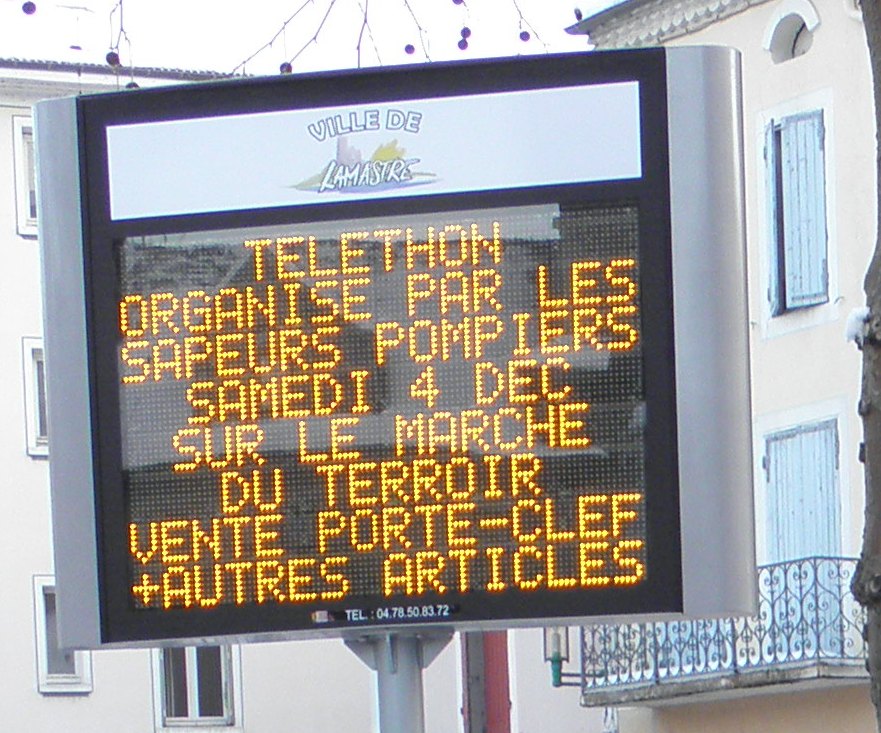 VILLE DE
LAMASTRE
TELETHON
ORGANISE PAR LES
SAPEURS POMPIERS
SAMEDI 4 DEC
SUR LE MARCHE
DU TERROIR
VENTE PORTE-CLEF
+AUTRES ARTICLES
TEL. : 04.78.50.83.72